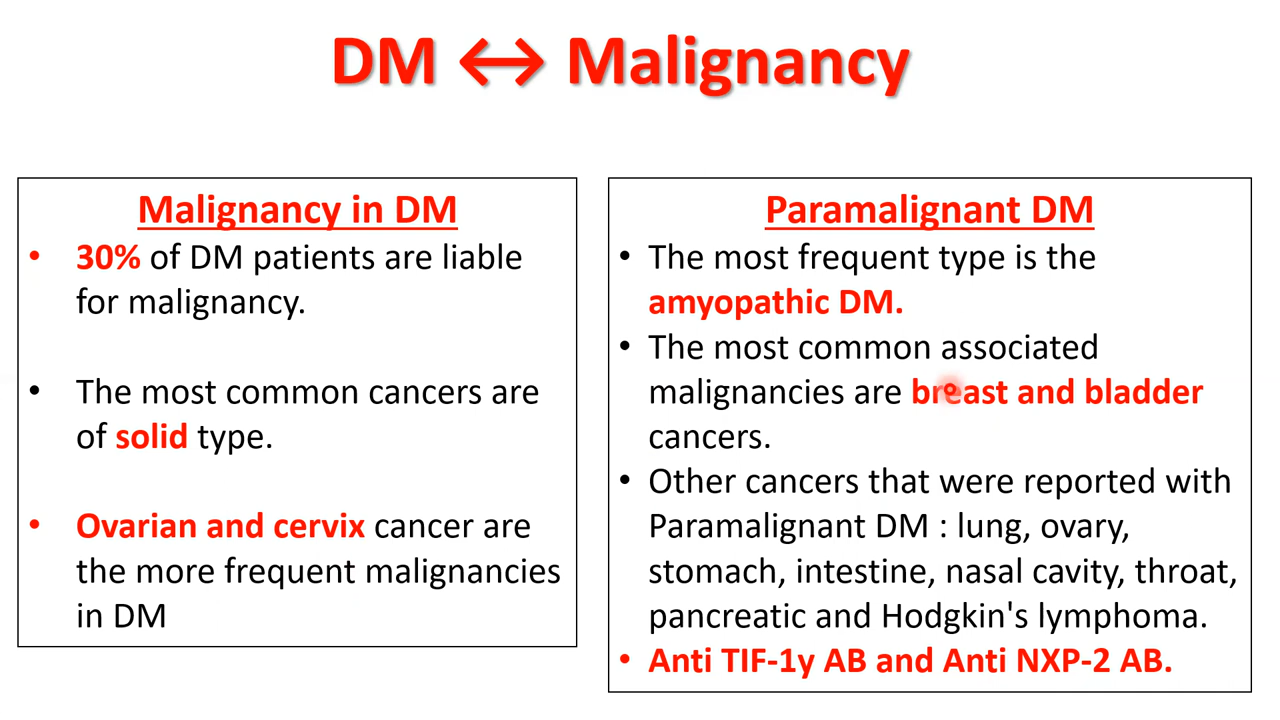 DM ↔ Malignancy
Malignancy in DM
• 30% of DM patients are liable
for malignancy.
• The most common cancers are
of solid type.
• Ovarian and cervix cancer are
the more frequent malignancies
in DM
Paramalignant DM
• The most frequent type is the
amyopathic DM.
• The most common associated
malignancies are breast and bladder
cancers.
• Other cancers that were reported with
Paramalignant DM : lung, ovary,
stomach, intestine, nasal cavity, throat,
pancreatic and Hodgkin's lymphoma.
• Anti TIF-1y AB and Anti NXP-2 AB.